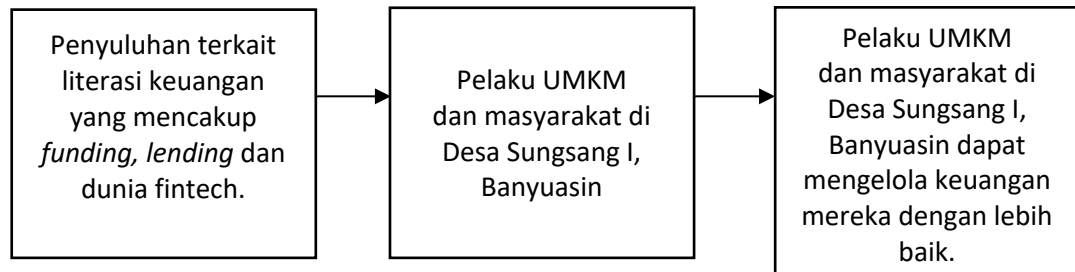 Penyuluhan terkait
literasi keuangan
yang mencakup
funding, lending dan
dunia fintech.
Pelaku UMKM
dan masyarakat di
Desa Sungsang I,
Banyuasin
Pelaku UMKM
dan masyarakat di
Desa Sungsang I,
Banyuasin dapat
mengelola keuangan
mereka dengan lebih
baik.